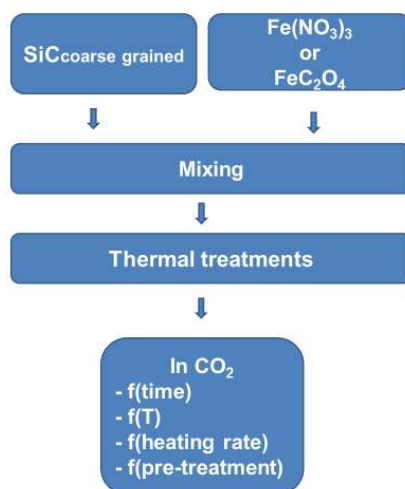 SiCcoarse grained
Fe(NO₃)₃
or
FeC₂O₄
Mixing
Thermal treatments
In CO₂
- f(time)
- f(T)
- f(heating rate)
- f(pre-treatment)